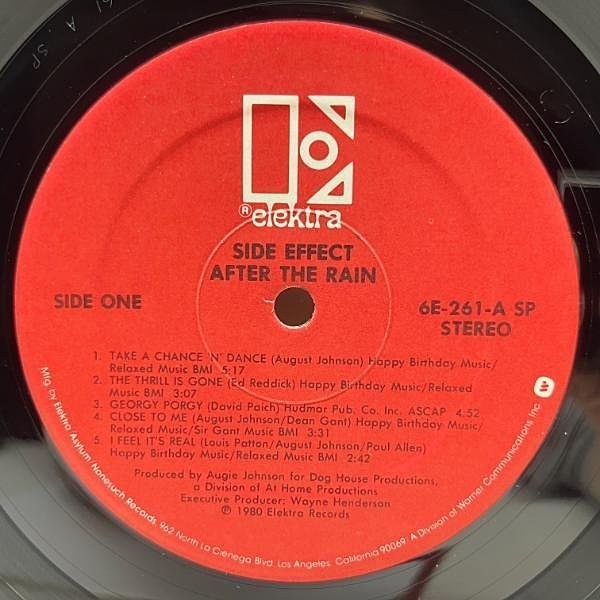 61 A SP
® elektra
SIDE EFFECT
AFTER THE RAIN
SIDE ONE
6E-261-A SP
STEREO
1. TAKE A CHANCE 'N' DANCE (August Johnson) Happy Birthday Music/
Relaxed Music BMI 5:17
2. THE THRILL IS GONE (Ed Reddick) Happy Birthday Music/Relaxed
Music BMI 3:07
3. GEORGY PORGY (David Paich) Hudmar Pub. Co. Inc. ASCAP 4:52
4. CLOSE TO ME (August Johnson/Dean Gant) Happy Birthday Music/
Relaxed Music/Sir Gant Music BMI 3:31
5. I FEEL IT'S REAL (Louis Patton/August Johnson/Paul Allen)
Happy Birthday Music/Relaxed Music BMI 2:42
Produced by Augie Johnson for Dog House Productions,
a Division of At Home Productions
Executive Producer: Wayne Henderson
℗ 1980 Elektra Records
Mfg. by Elektra/Asylum/Nonesuch Records, 962 North La Cienega Blvd. Los Angeles, California 90069. A Division of Warner Communications Inc.